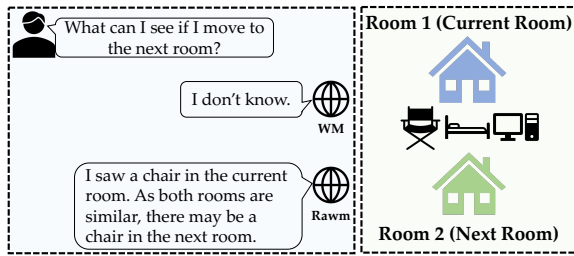 What can I see if I move to
the next room?
I don't know.
WM
I saw a chair in the current
room. As both rooms are
similar, there may be a
chair in the next room.
Rawm
Room 1 (Current Room)
Room 2 (Next Room)